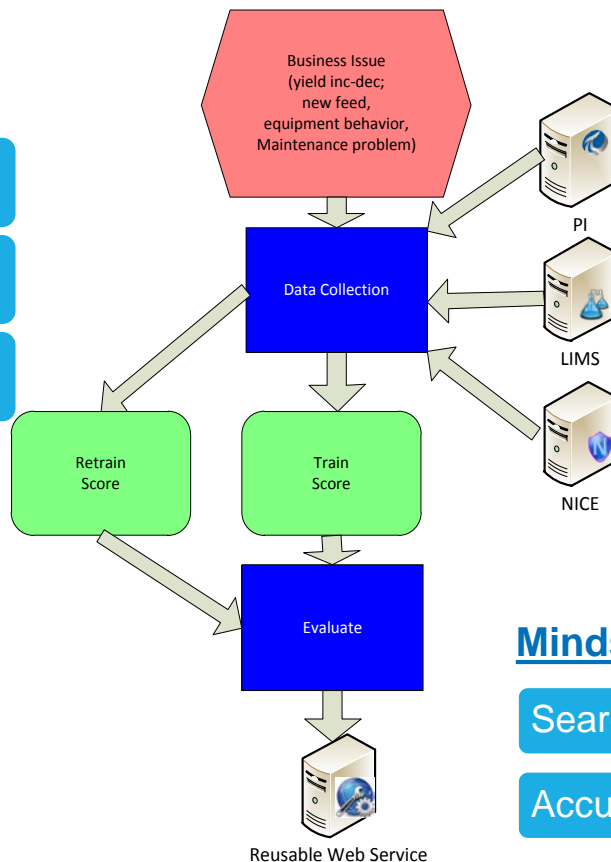 Business Issue
(yield inc-dec;
new feed,
equipment behavior,
Maintenance problem)
PI
Data Collection
LIMS
Retrain
Score
Train
Score
N
NICE
Evaluate
Reusable Web Service